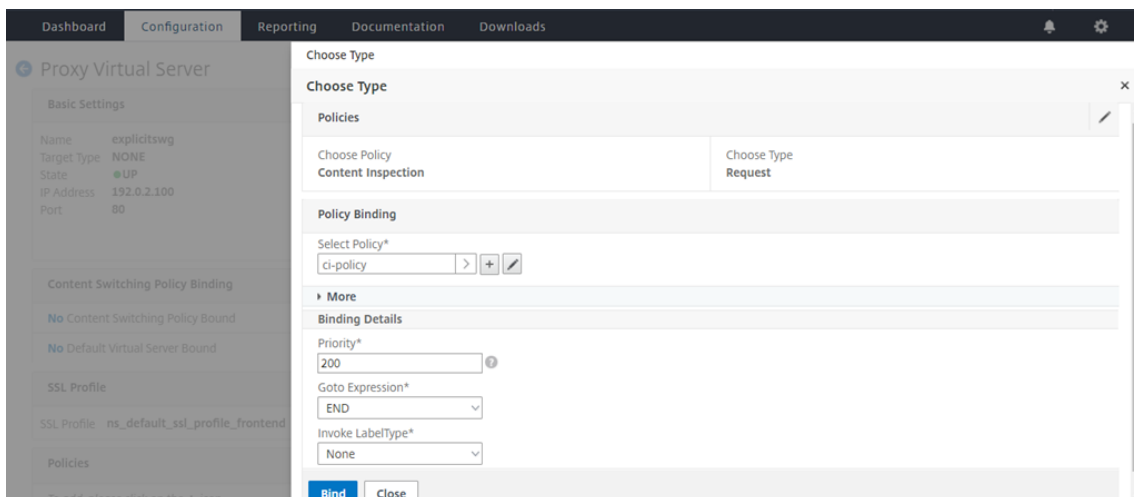 Dashboard Configuration Reporting Documentation Downloads
Proxy Virtual Server
Basic Settings
Name explicitswg
Target Type NONE
State UP
IP Address 192.0.2.100
Port 80
Content Switching Policy Binding
No Content Switching Policy Bound
No Default Virtual Server Bound
SSL Profile
SSL Profile ns_default_ssl_profile_frontend
Policies
Choose Type
Choose Type
Policies
Choose Policy
Content Inspection
Choose Type
Request
Policy Binding
Select Policy*
ci-policy
More
Binding Details
Priority*
200
Goto Expression*
END
Invoke LabelType*
None
Bind Close